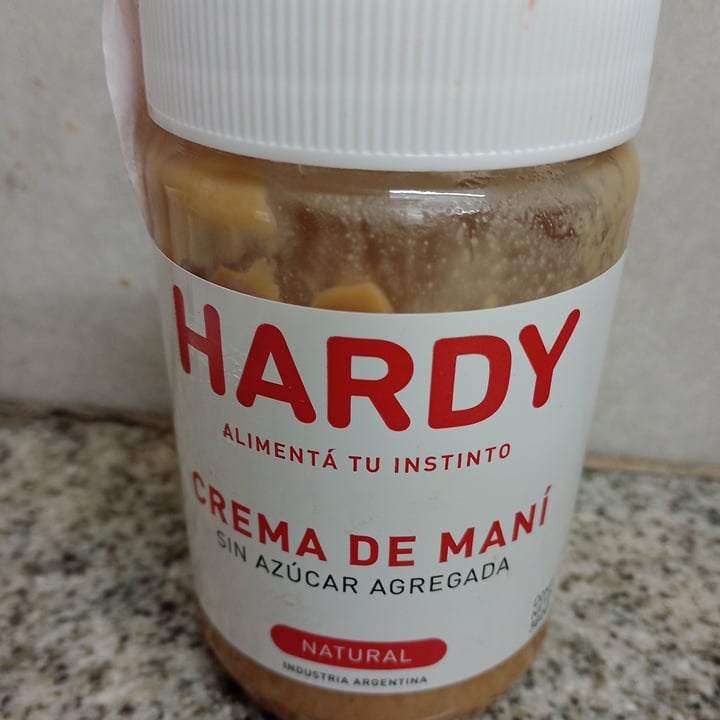 HARDY
ALIMENTÁ TU INSTINTO
CREMA DE MANÍ
SIN AZÚCAR AGREGADA
NATURAL
INDUSTRIA ARGENTINA